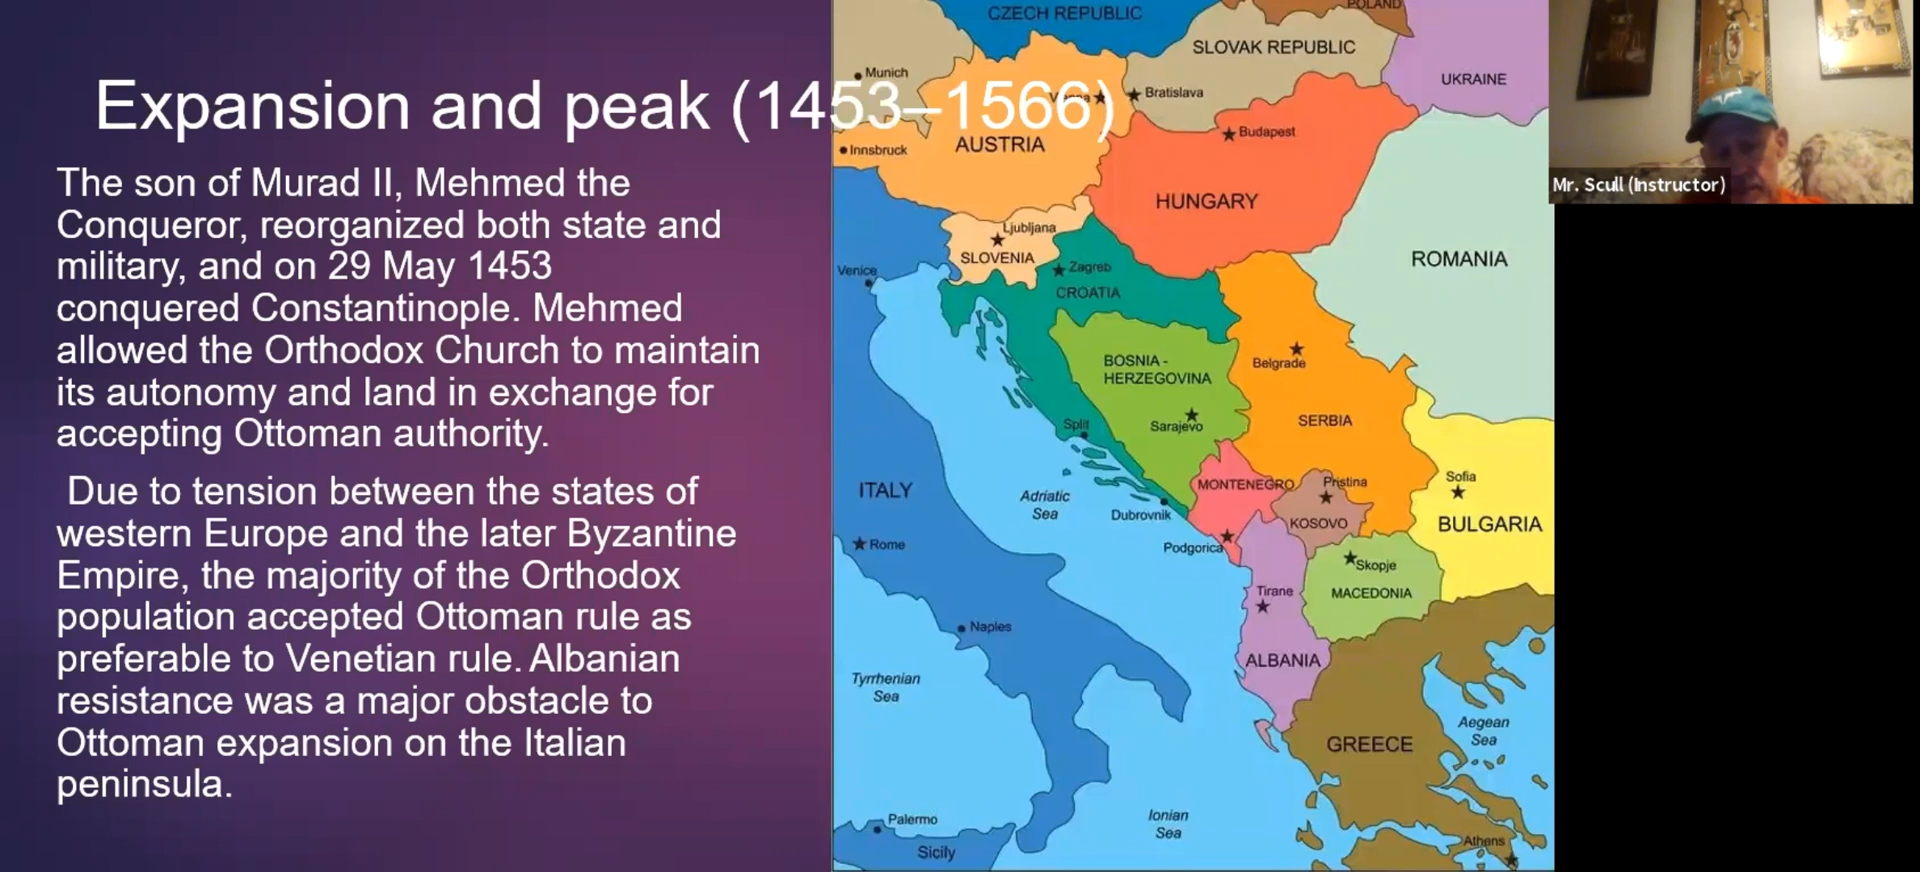 Expansion and peak (1453–1566)
The son of Murad II, Mehmed the
Conqueror, reorganized both state and
military, and on 29 May 1453
conquered Constantinople. Mehmed
allowed the Orthodox Church to maintain
its autonomy and land in exchange for
accepting Ottoman authority.
Due to tension between the states of
western Europe and the later Byzantine
Empire, the majority of the Orthodox
population accepted Ottoman rule as
preferable to Venetian rule. Albanian
resistance was a major obstacle to
Ottoman expansion on the Italian
peninsula.
CZECH REPUBLIC
POLAND
SLOVAK REPUBLIC
UKRAINE
Munich
Vienna
Bratislava
Budapest
Innsbruck
AUSTRIA
HUNGARY
Ljubljana
SLOVENIA
ROMANIA
Venice
Zagreb
CROATIA
BOSNIA -
HERZEGOVINA
Belgrade
Sarajevo
SERBIA
Split
ITALY
Adriatic
Sea
Dubrovnik
MONTENEGRO
Pristina
KOSOVO
Sofia
BULGARIA
Rome
Podgorica
Skopje
MACEDONIA
Tirane
Naples
ALBANIA
Tyrrhenian
Sea
GREECE
Aegean
Sea
Palermo
Sicily
Ionian
Sea
Athens
Mr. Scull (Instructor)